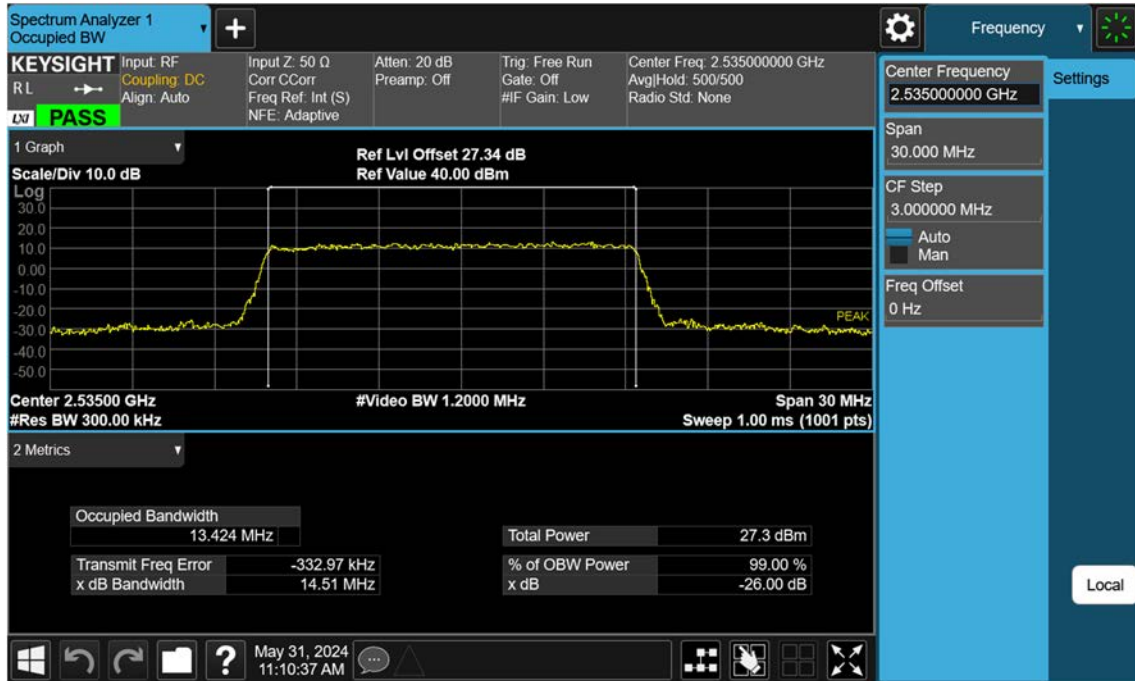 Spectrum Analyzer 1
Occupied BW
Frequency
KEYSIGHT
R L
LXI PASS
Input: RF
Coupling: DC
Align: Auto
Input Z: 50 Ω
Corr CCorr
Freq Ref: Int (S)
NFE: Adaptive
Atten: 20 dB
Preamp: Off
Trig: Free Run
Gate: Off
#IF Gain: Low
Center Freq: 2.535000000 GHz
Avg|Hold: 500/500
Radio Std: None
Center Frequency
2.535000000 GHz
Settings
Span
30.000 MHz
CF Step
3.000000 MHz
Auto
Man
Freq Offset
0 Hz
Local
1 Graph
Scale/Div 10.0 dB
Ref Lvl Offset 27.34 dB
Ref Value 40.00 dBm
Log
30.0
20.0
10.0
0.00
-10.0
-20.0
-30.0
-40.0
-50.0
PEAK
Center 2.53500 GHz
#Res BW 300.00 kHz
#Video BW 1.2000 MHz
Span 30 MHz
Sweep 1.00 ms (1001 pts)
2 Metrics
Occupied Bandwidth
13.424 MHz
Total Power 27.3 dBm
Transmit Freq Error -332.97 kHz
% of OBW Power 99.00 %
x dB Bandwidth 14.51 MHz
x dB -26.00 dB
May 31, 2024
11:10:37 AM